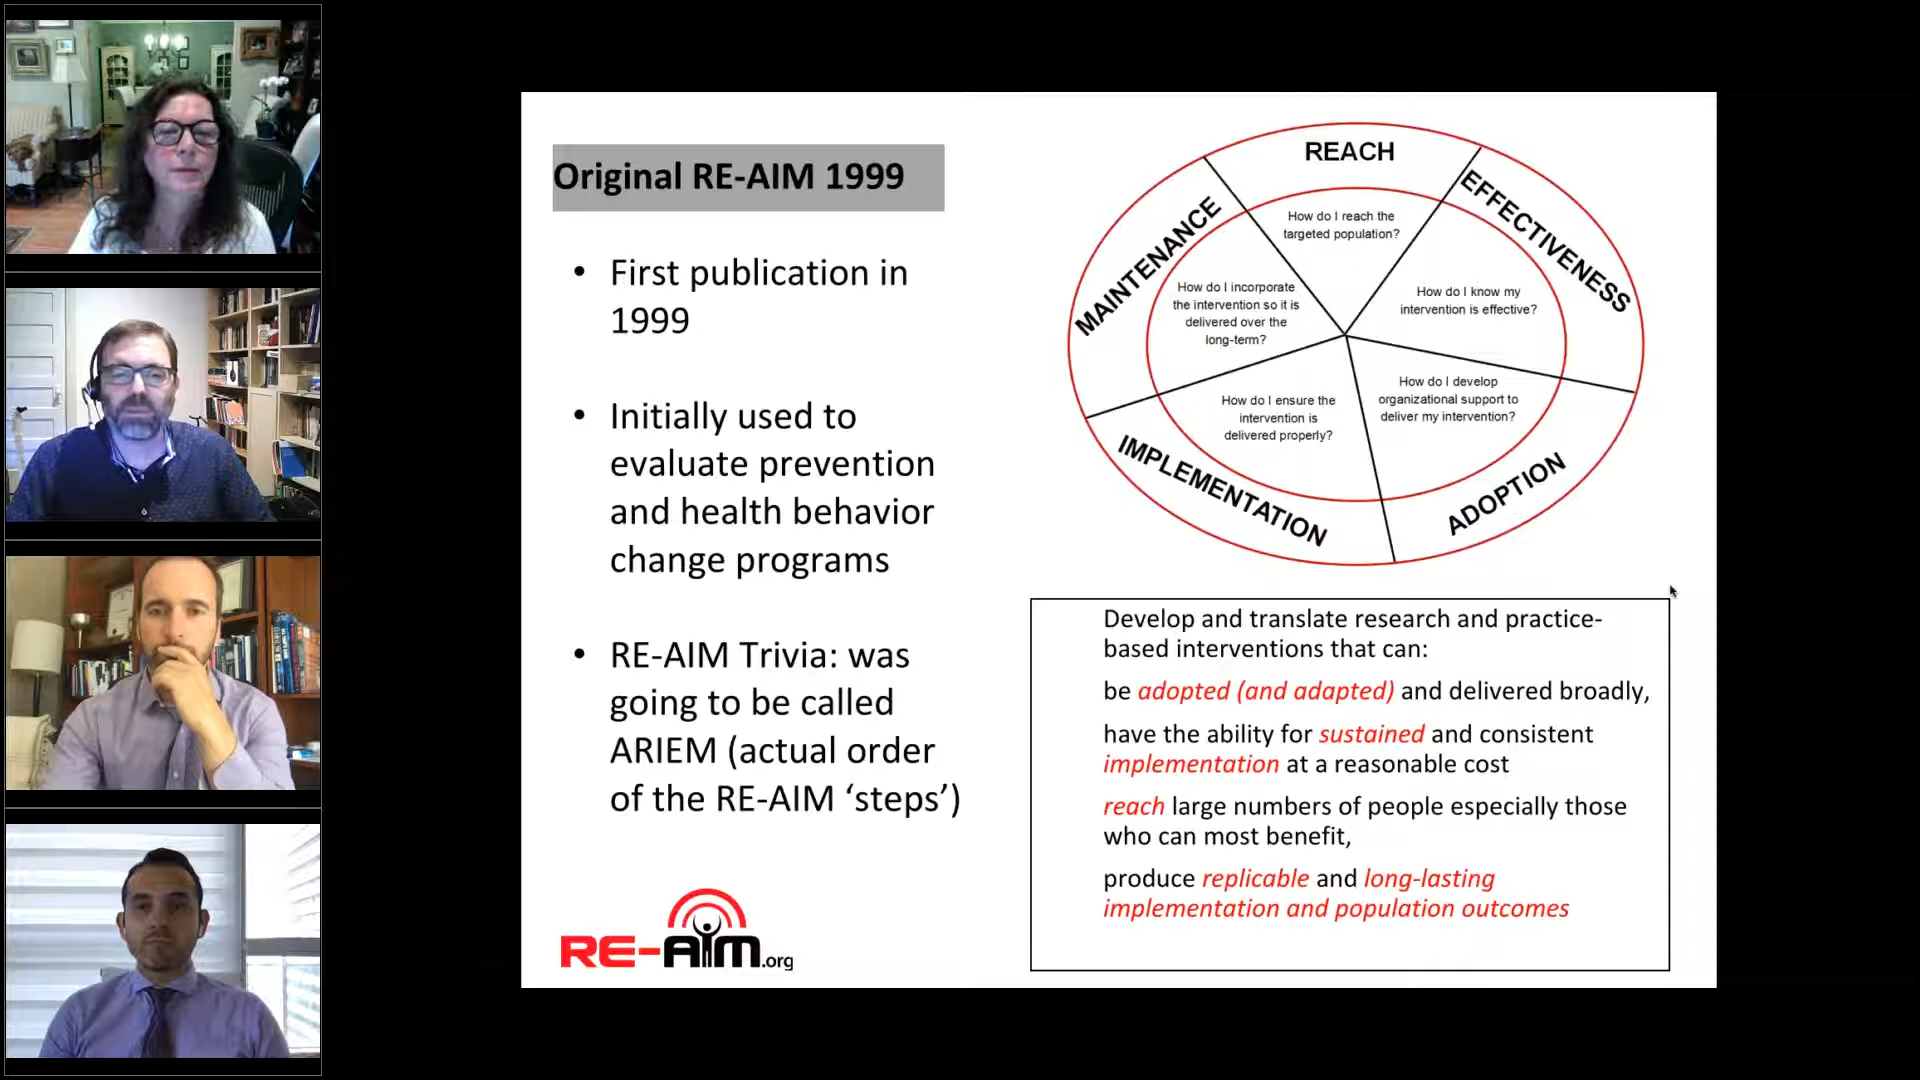 Original RE-AIM 1999
• First publication in
1999
• Initially used to
evaluate prevention
and health behavior
change programs
• RE-AIM Trivia: was
going to be called
ARIEM (actual order
of the RE-AIM ‘steps’)
RE-AIM.org
REACH
How do I reach the
targeted population?
EFFECTIVENESS
How do I know my
intervention is effective?
ADOPTION
How do I develop
organizational support to
deliver my intervention?
IMPLEMENTATION
How do I ensure the
intervention is
delivered properly?
MAINTENANCE
How do I incorporate
the intervention so it is
delivered over the
long-term?
Develop and translate research and practice-
based interventions that can:
be adopted (and adapted) and delivered broadly,
have the ability for sustained and consistent
implementation at a reasonable cost
reach large numbers of people especially those
who can most benefit,
produce replicable and long-lasting
implementation and population outcomes